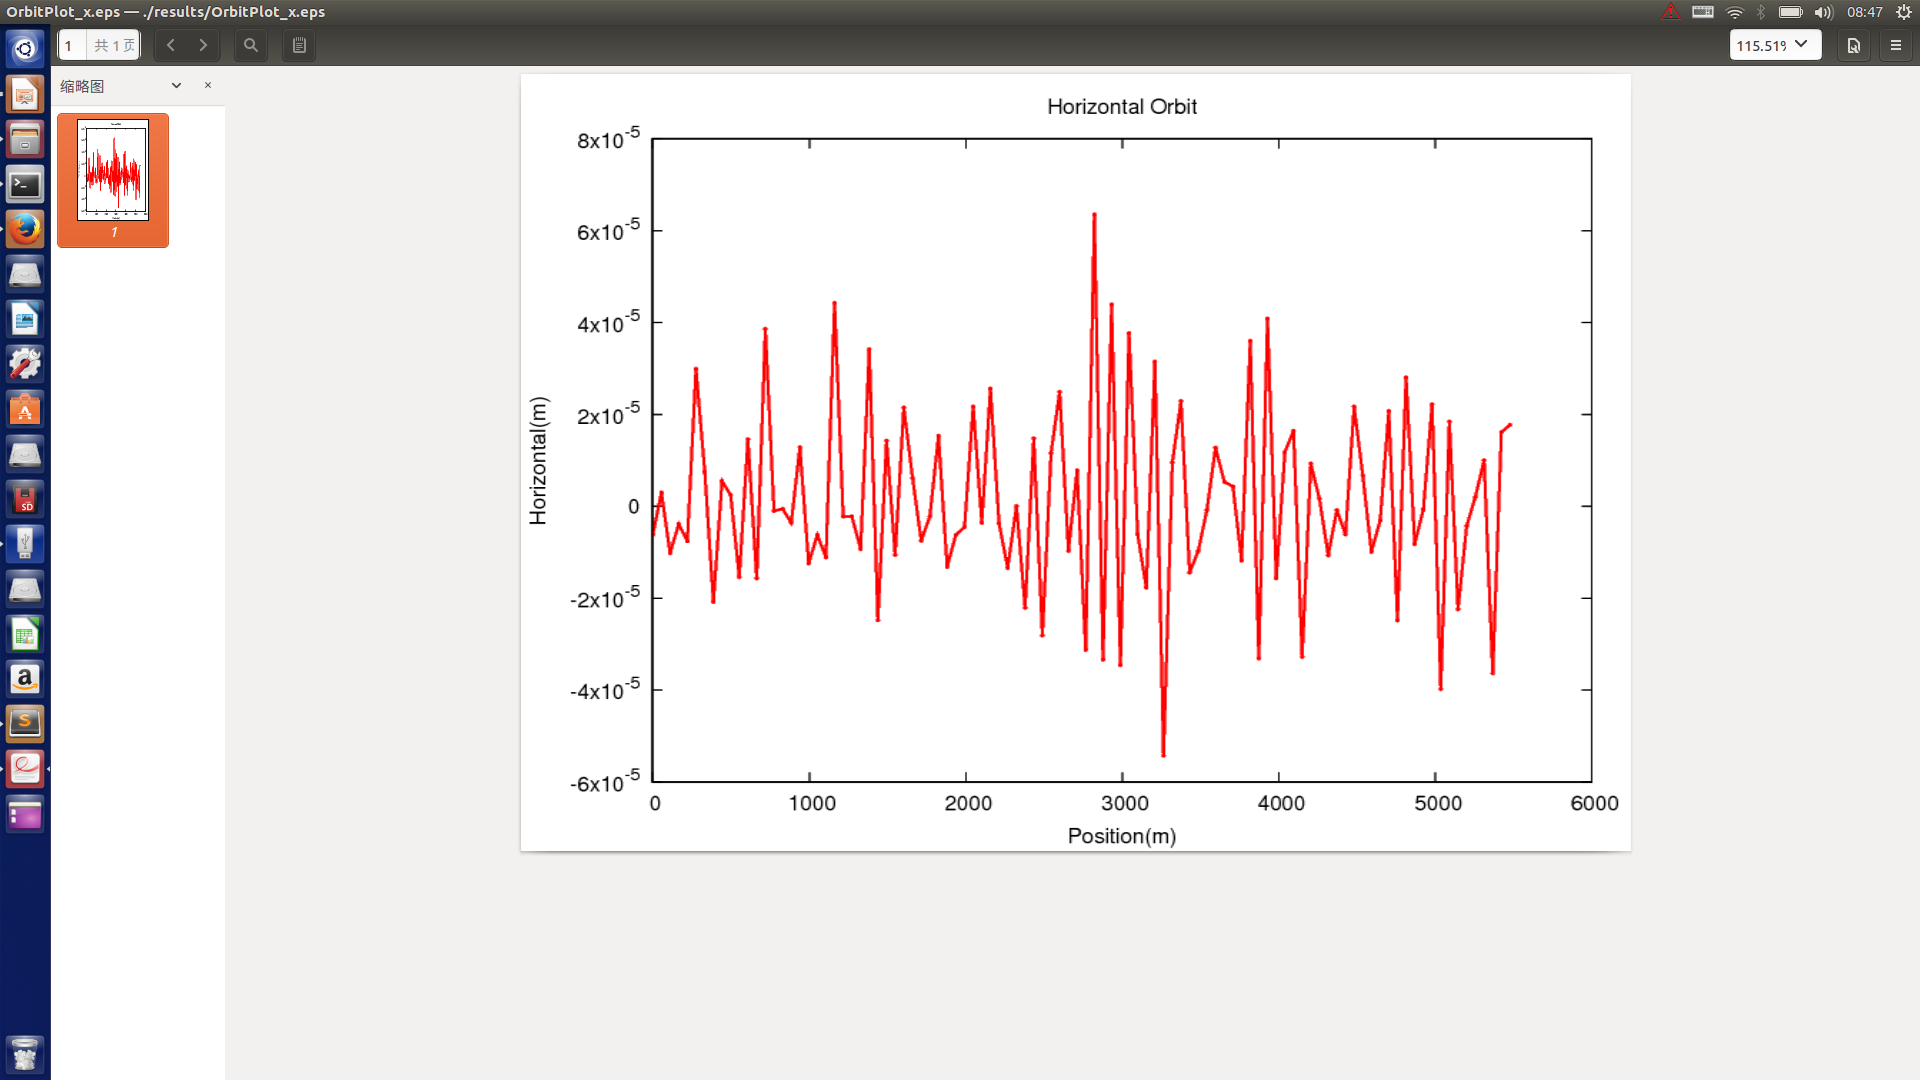 OrbitPlot_x.eps — ./results/OrbitPlot_x.eps
08:47
1 共 1 页
115.51%
缩略图
1
Horizontal Orbit
8x10-5
6x10-5
4x10-5
2x10-5
0
-2x10-5
-4x10-5
-6x10-5
Horizontal(m)
0 1000 2000 3000 4000 5000 6000
Position(m)
SD
a
S